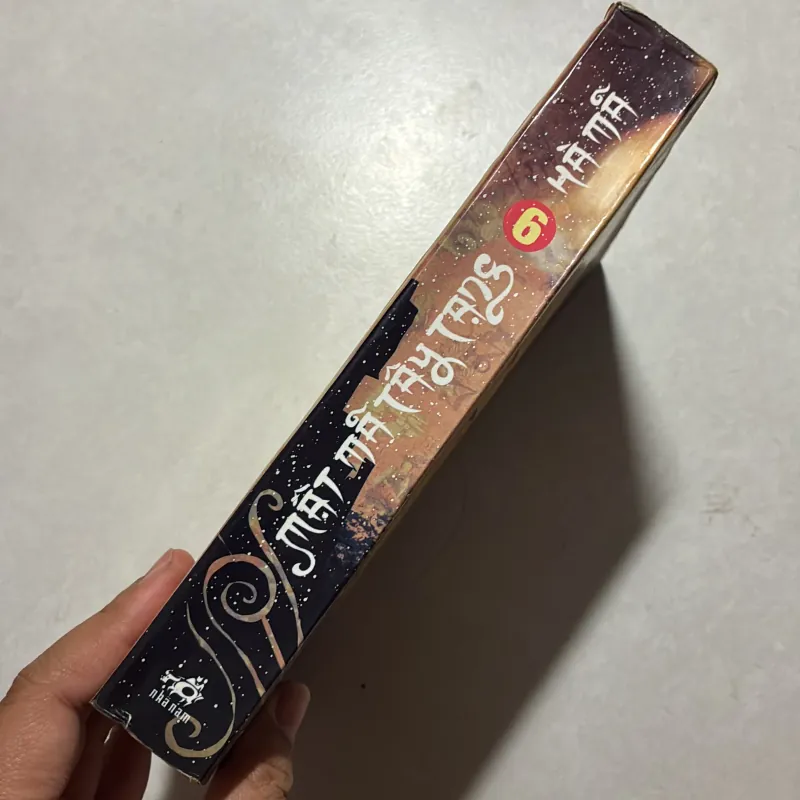 MẬT MÃ TÂY TẠNG
6
HÀ MÃ
nhã nam